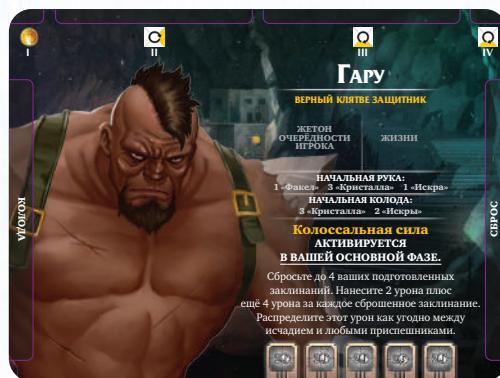 I
II
III
IV
ГАРУ
ВЕРНЫЙ КЛЯТВЕ ЗАЩИТНИК
ЖЕТОН
ОЧЕРЁДНОСТИ
ИГРОКА
ЖИЗНИ
НАЧАЛЬНАЯ РУКА:
1 «Факел» 3 «Кристалла» 1 «Искра»
НАЧАЛЬНАЯ КОЛОДА:
3 «Кристалла» 2 «Искры»
Колоссальная сила
АКТИВИРУЕТСЯ
В ВАШЕЙ ОСНОВНОЙ ФАЗЕ.
Сбросьте до 4 ваших подготовленных
заклинаний. Нанесите 2 урона плюс
ещё 4 урона за каждое сброшенное заклинание.
Распределите этот урон как угодно между
исчадием и любыми приспешниками.
КОЛОДА
СБРОС